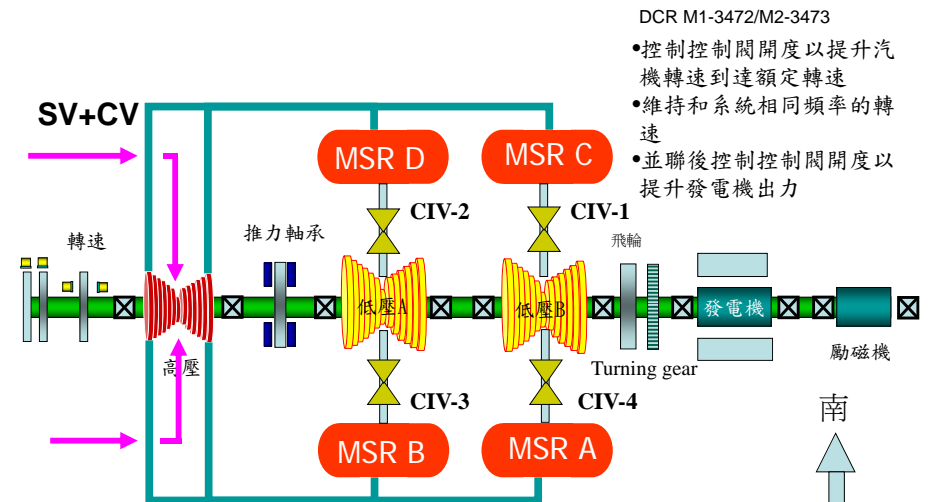 DCR M1-3472/M2-3473
•控制控制閥開度以提升汽
機轉速到達額定轉速
•維持和系統相同頻率的轉
速
•並聯後控制控制閥開度以
提升發電機出力
SV+CV
MSR D
MSR C
CIV-2
CIV-1
轉速
推力軸承
飛輪
低壓A
低壓B
發電機
高壓
Turning gear
勵磁機
CIV-3
CIV-4
南
MSR B
MSR A